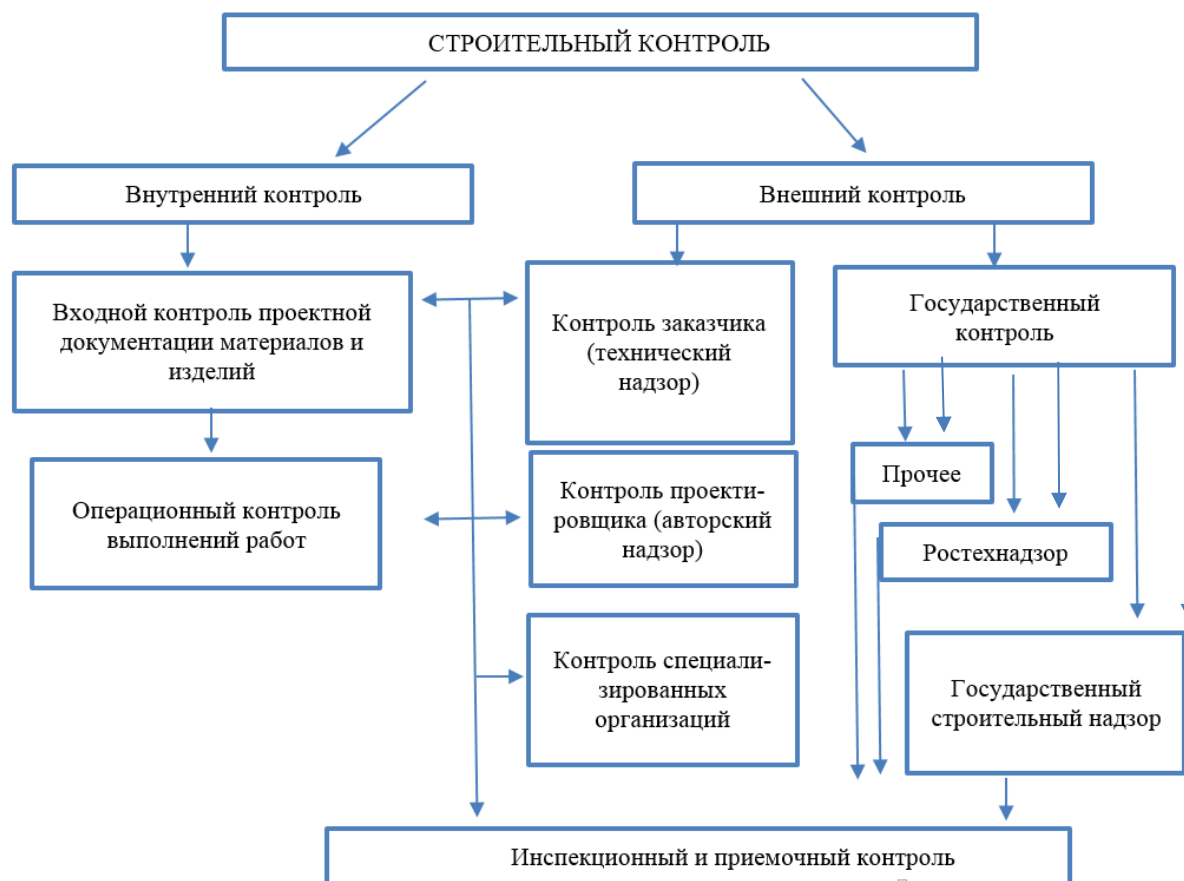 СТРОИТЕЛЬНЫЙ КОНТРОЛЬ
Внутренний контроль
Внешний контроль
Входной контроль проектной
документации материалов и
изделий
Контроль заказчика
(технический
надзор)
Государственный
контроль
Прочее
Операционный контроль
выполнений работ
Контроль проекти-
ровщика (авторский
надзор)
Ростехнадзор
Контроль специали-
зированных
организаций
Государственный
строительный надзор
Инспекционный и приемочный контроль